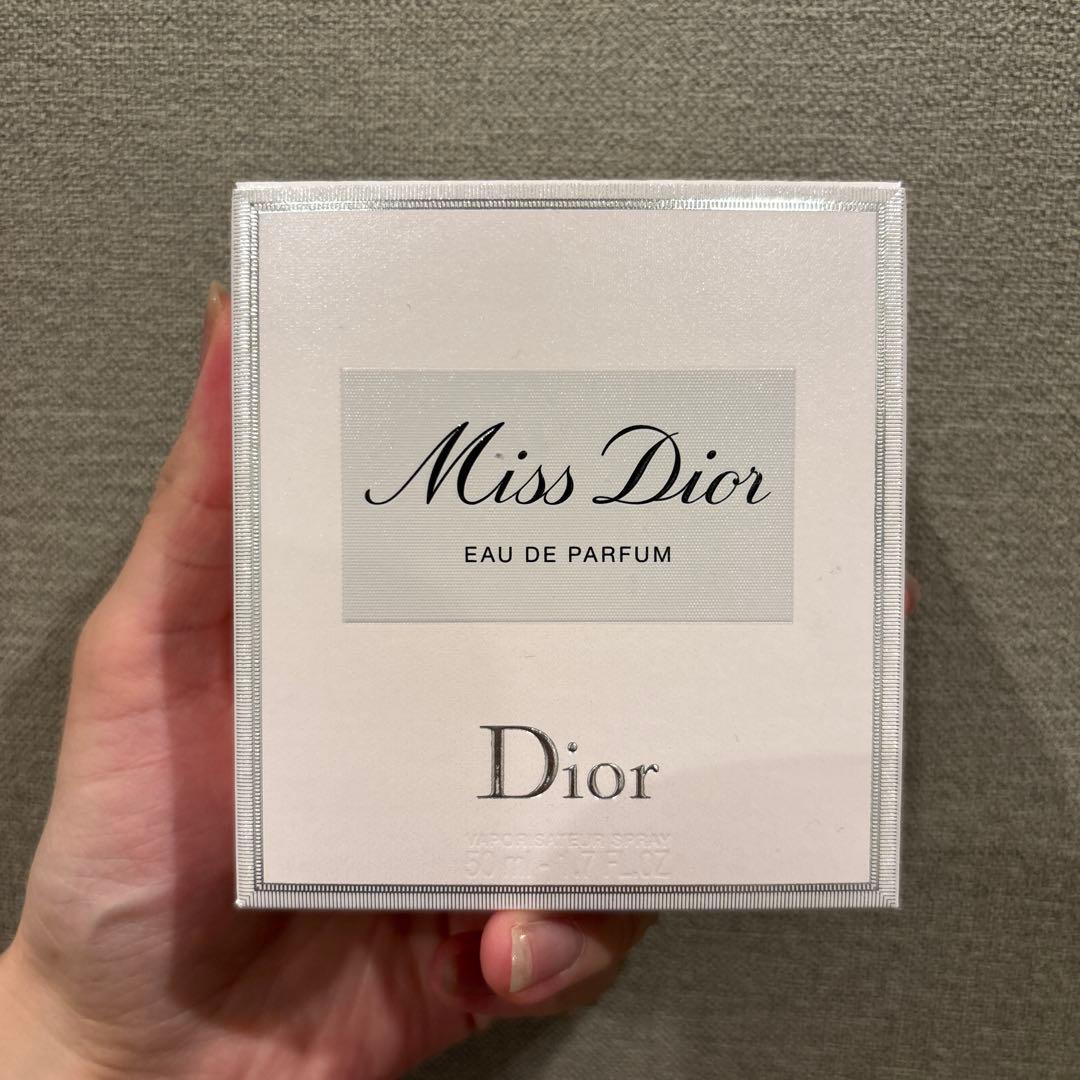 Miss Dior
EAU DE PARFUM
Dior
VAPORISATEUR SPRAY
50 ml - 1.7 FL.OZ